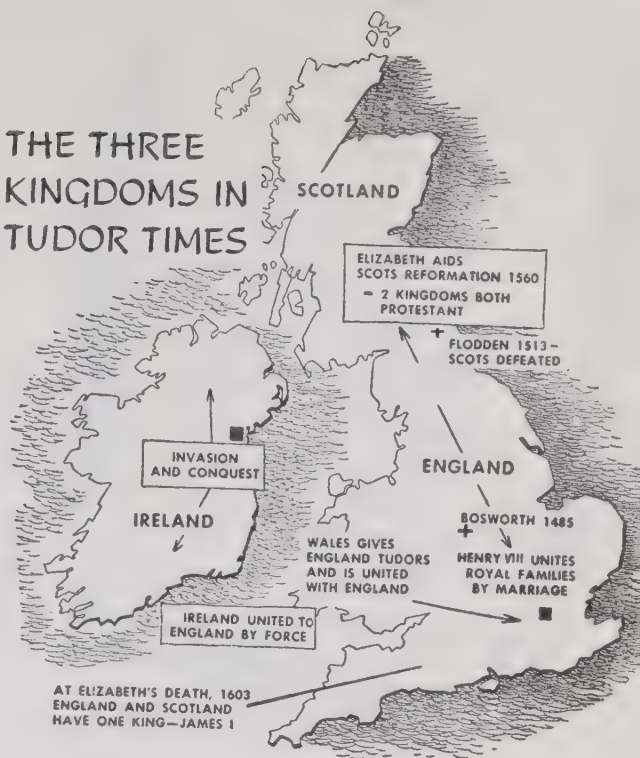 THE THREE
KINGDOMS IN
TUDOR TIMES
SCOTLAND
ELIZABETH AIDS
SCOTS REFORMATION 1560
- 2 KINGDOMS BOTH
PROTESTANT
FLODDEN 1513-
SCOTS DEFEATED
INVASION
AND CONQUEST
ENGLAND
IRELAND
BOSWORTH 1485
WALES GIVES
ENGLAND TUDORS
AND IS UNITED
WITH ENGLAND
HENRY VIII UNITES
ROYAL FAMILIES
BY MARRIAGE
IRELAND UNITED TO
ENGLAND BY FORCE
AT ELIZABETH'S DEATH, 1603
ENGLAND AND SCOTLAND
HAVE ONE KING—JAMES I